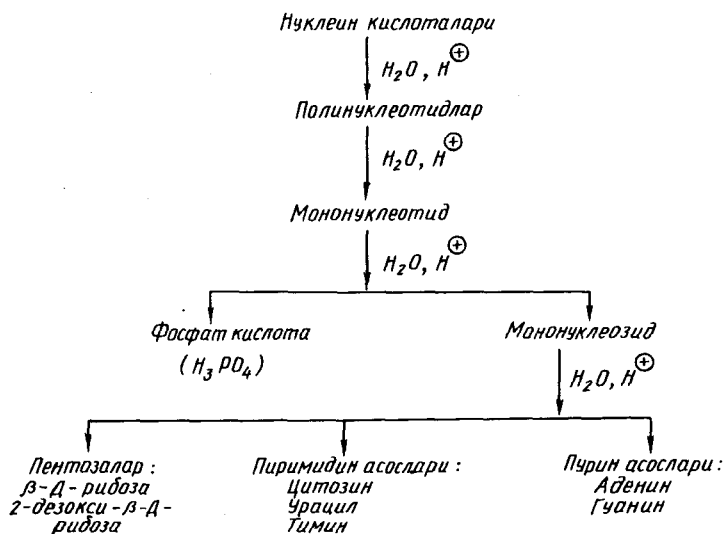 Нуклеин кислоталари
H₂O, H⊕
Полинуклеотидлар
H₂O, H⊕
Мононуклеотид
H₂O, H⊕
Фосфат кислота
(H₃PO₄)
Мононуклеозид
H₂O, H⊕
Пентозалар :
β-Д-рибоза
2-дезокси-β-Д-
рибоза
Пиримидин асослари :
Цитозин
Урацил
Тимин
Пурин асослари :
Аденин
Гуанин